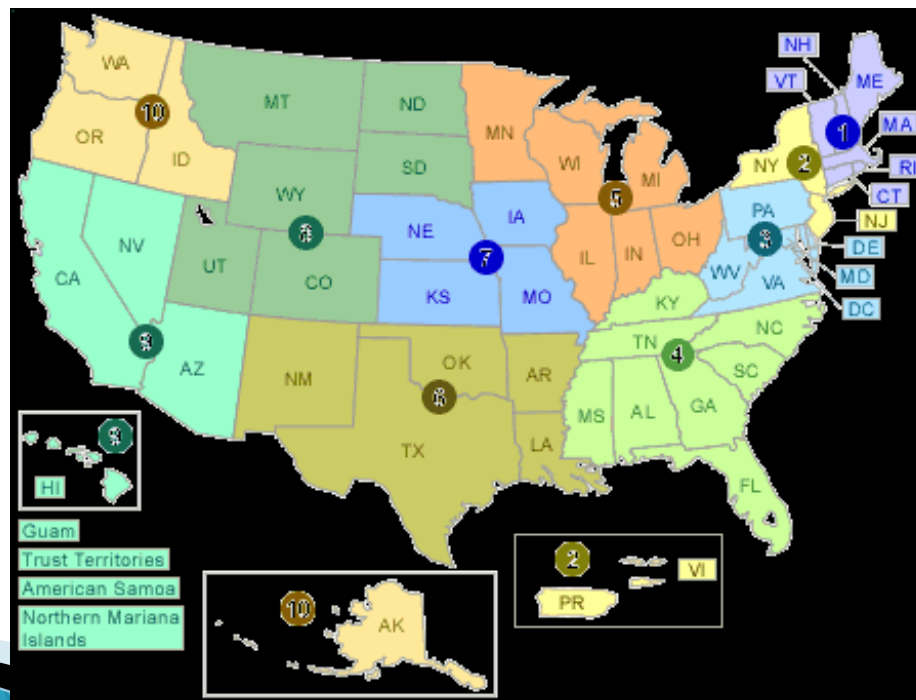 NH
VT
ME
WA
MT
ND
MN
10
1
MA
OR
ID
SD
WI
MI
NY
2
RI
WY
5
CT
NV
8
NE
IA
PA
NJ
3
DE
CA
UT
CO
7
IL
IN
OH
WV
VA
MD
KS
MO
KY
DC
9
TN
NC
4
AZ
NM
OK
AR
SC
6
MS
AL
GA
9
TX
LA
HI
FL
Guam
Trust Territories
2
VI
American Samoa
PR
10
Northern Mariana
Islands
AK